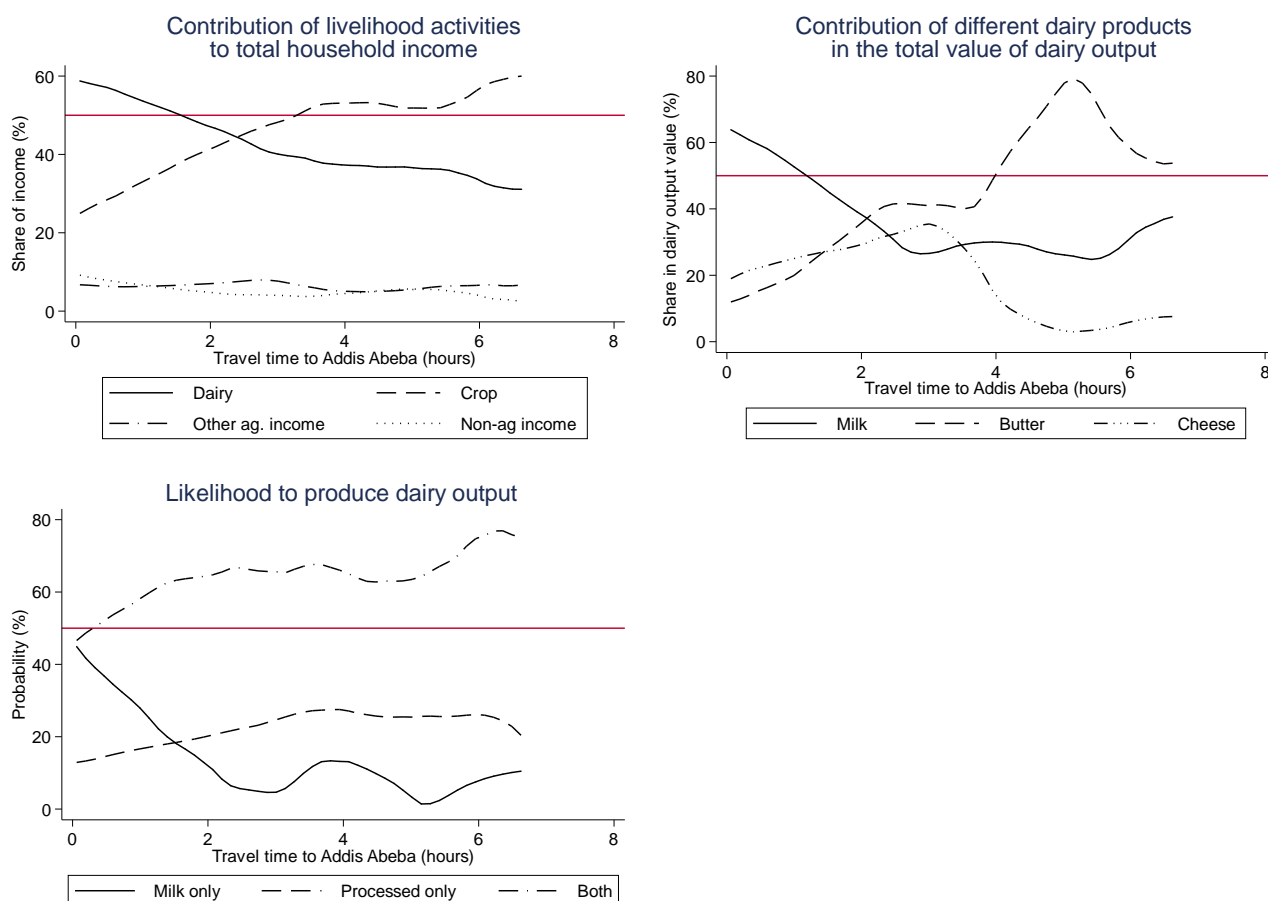 Contribution of livelihood activities
to total household income
Share of income (%)
60
40
20
0
0 2 4 6 8
Travel time to Addis Abeba (hours)
Dairy Crop
Other ag. income Non-ag income
Contribution of different dairy products
in the total value of dairy output
Share in dairy output value (%)
80
60
40
20
0
0 2 4 6 8
Travel time to Addis Abeba (hours)
Milk Butter Cheese
Likelihood to produce dairy output
Probability (%)
80
60
40
20
0
0 2 4 6 8
Travel time to Addis Abeba (hours)
Milk only Processed only Both